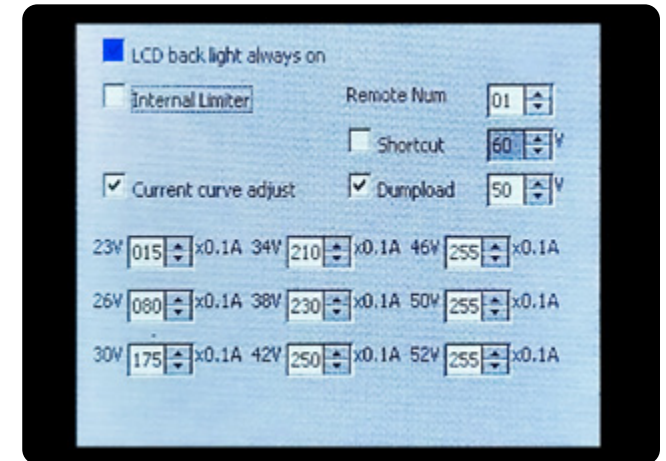 LCD back light always on
Internal Limiter Remote Num 01
Shortcut 60 V
Current curve adjust Dumpload 50 V
23V 015 x0.1A 34V 210 x0.1A 46V 255 x0.1A
26V 080 x0.1A 38V 230 x0.1A 50V 255 x0.1A
30V 175 x0.1A 42V 250 x0.1A 52V 255 x0.1A